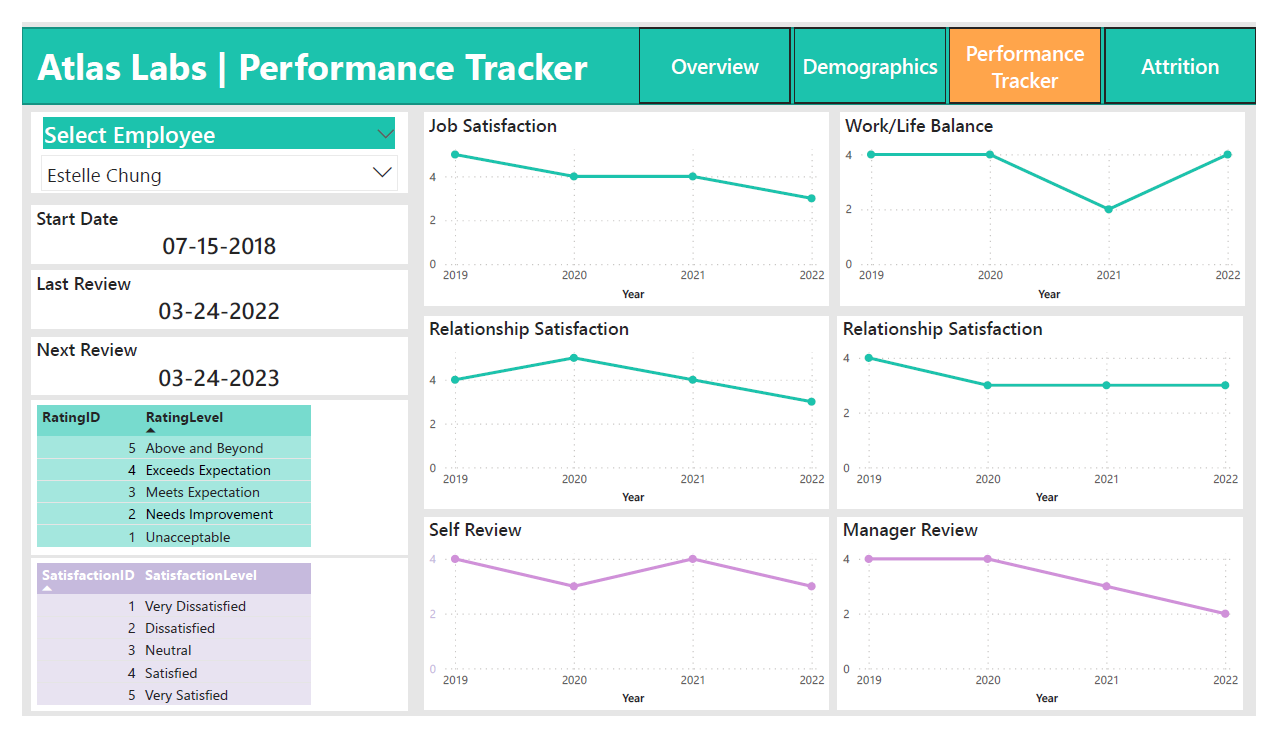 Atlas Labs | Performance Tracker
Overview
Demographics
Performance
Tracker
Attrition
Select Employee
Estelle Chung
Start Date
07-15-2018
Last Review
03-24-2022
Next Review
03-24-2023
RatingID RatingLevel
5 Above and Beyond
4 Exceeds Expectation
3 Meets Expectation
2 Needs Improvement
1 Unacceptable
SatisfactionID SatisfactionLevel
1 Very Dissatisfied
2 Dissatisfied
3 Neutral
4 Satisfied
5 Very Satisfied
Job Satisfaction
4
2
0
2019 2020 2021 2022
Year
Work/Life Balance
4
2
0
2019 2020 2021 2022
Year
Relationship Satisfaction
4
2
0
2019 2020 2021 2022
Year
Relationship Satisfaction
4
2
0
2019 2020 2021 2022
Year
Self Review
4
2
0
2019 2020 2021 2022
Year
Manager Review
4
2
0
2019 2020 2021 2022
Year